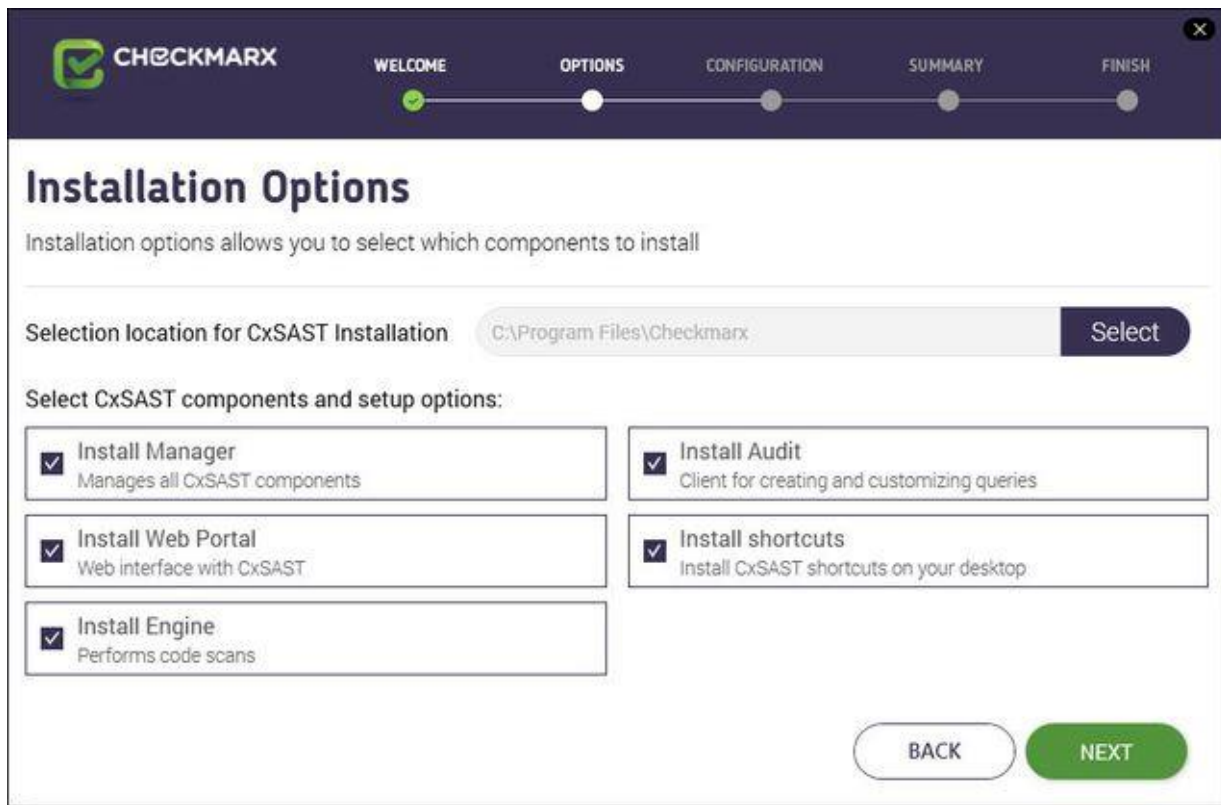 CHECKMARX
WELCOME OPTIONS CONFIGURATION SUMMARY FINISH
Installation Options
Installation options allows you to select which components to install
Selection location for CxSAST Installation C:\Program Files\Checkmarx Select
Select CxSAST components and setup options:
Install Manager
Manages all CxSAST components
Install Audit
Client for creating and customizing queries
Install Web Portal
Web interface with CxSAST
Install shortcuts
Install CxSAST shortcuts on your desktop
Install Engine
Performs code scans
BACK NEXT